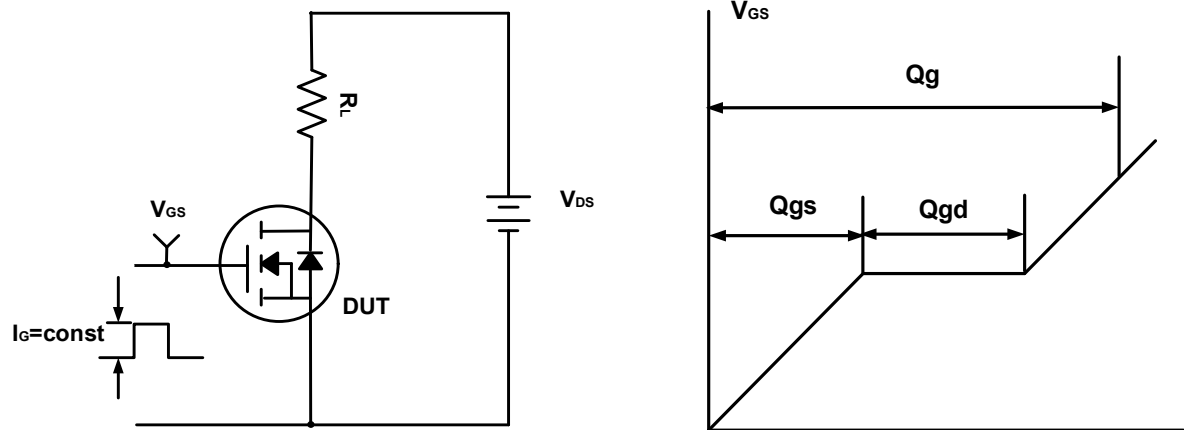 RL
VGS
VDS
DUT
IG=const
VGS
Qg
Qgs
Qgd